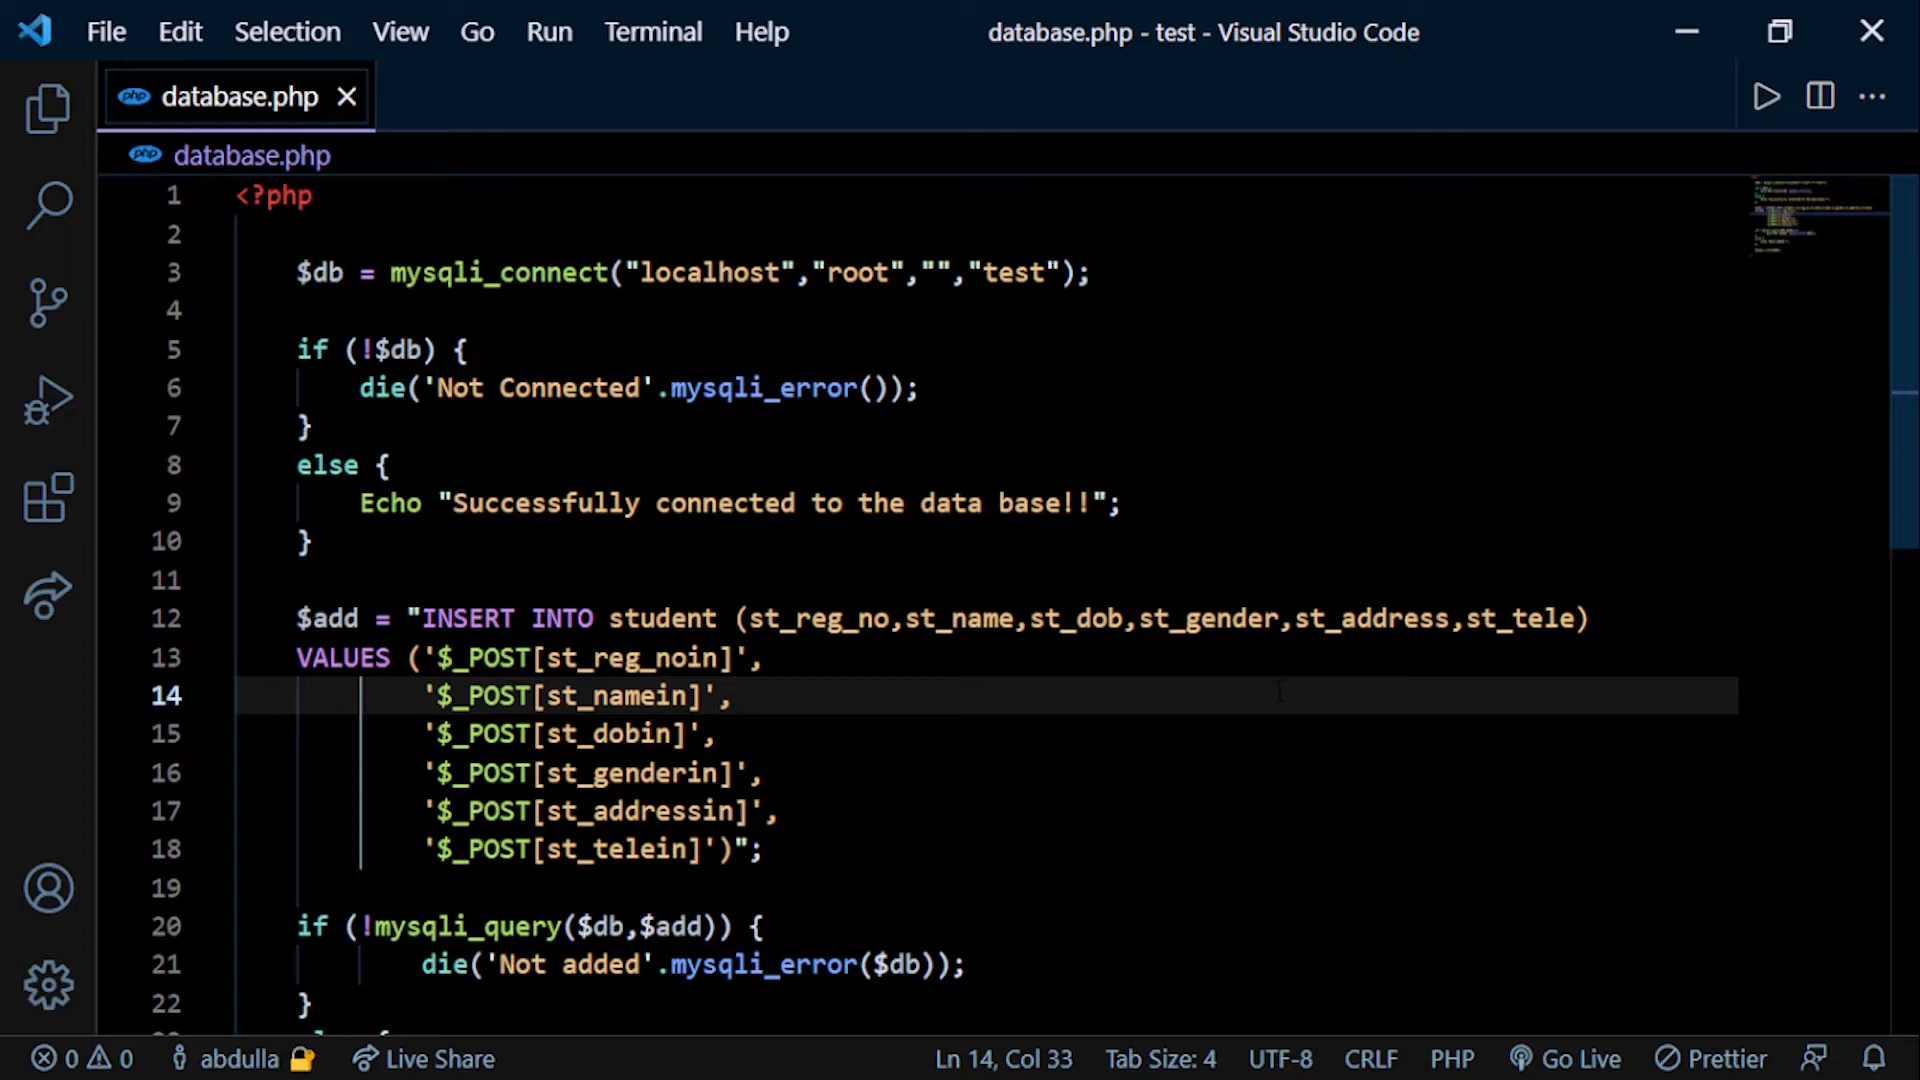 File Edit Selection View Go Run Terminal Help database.php - test - Visual Studio Code
php database.php
php database.php
1 <?php
2
3 $db = mysqli_connect("localhost","root","","test");
4
5 if (!$db) {
6 die('Not Connected'.mysqli_error());
7 }
8 else {
9 Echo "Successfully connected to the data base!!";
10 }
11
12 $add = "INSERT INTO student (st_reg_no,st_name,st_dob,st_gender,st_address,st_tele)
13 VALUES ('$_POST[st_reg_noin]',
14 '$_POST[st_namein]',
15 '$_POST[st_dobin]',
16 '$_POST[st_genderin]',
17 '$_POST[st_addressin]',
18 '$_POST[st_telein]')";
19
20 if (!mysqli_query($db,$add)) {
21 die('Not added'.mysqli_error($db));
22 }
0 0 abdulla Live Share Ln 14, Col 33 Tab Size: 4 UTF-8 CRLF PHP Go Live Prettier